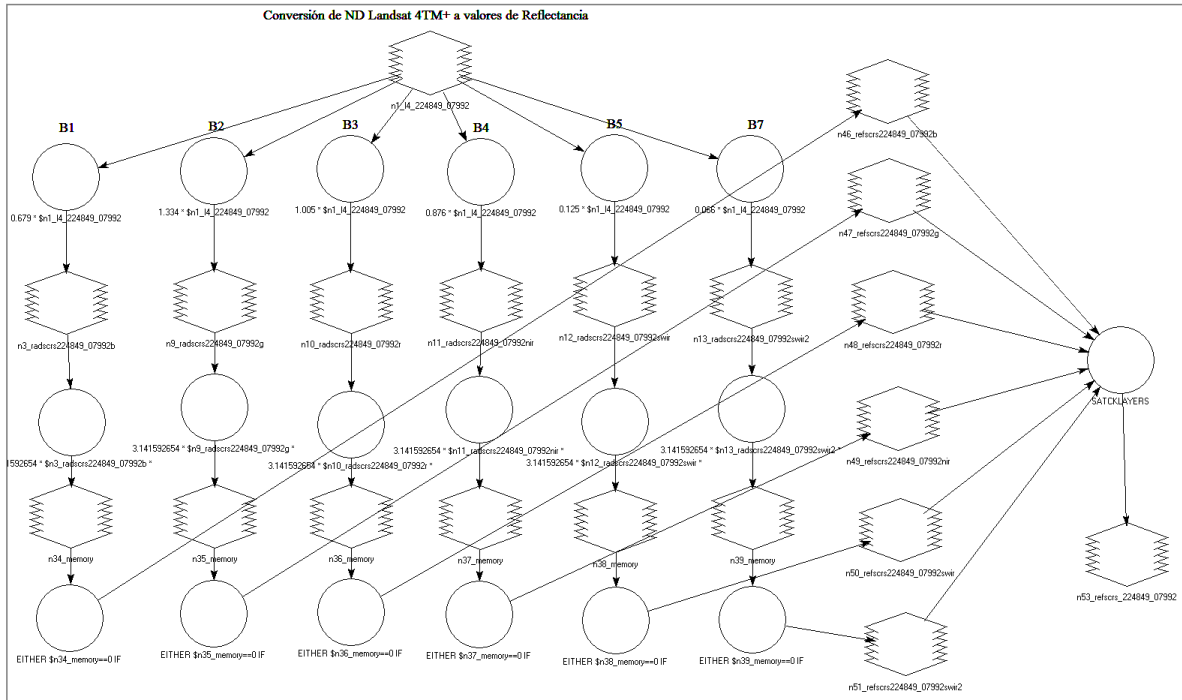 Conversión de ND Landsat 4TM+ a valores de Reflectancia
n1_l4_224849_07992
B1
B2
B3
B4
B5
B7
0.679 * $n1_l4_224849_07992
1.334 * $n1_l4_224849_07992
1.005 * $n1_l4_224849_07992
0.876 * $n1_l4_224849_07992
0.125 * $n1_l4_224849_07992
0.066 * $n1_l4_224849_07992
n3_radscrs224849_07992b
n9_radscrs224849_07992g
n10_radscrs224849_07992r
n11_radscrs224849_07992nir
n12_radscrs224849_07992swir
n13_radscrs224849_07992swir2
1592654 * $n3_radscrs224849_07992b *
3.141592654 * $n9_radscrs224849_07992g *
3.141592654 * $n10_radscrs224849_07992r *
3.141592654 * $n11_radscrs224849_07992nir *
3.141592654 * $n12_radscrs224849_07992swir *
3.141592654 * $n13_radscrs224849_07992swir2 *
n34_memory
n35_memory
n36_memory
n37_memory
n38_memory
n39_memory
EITHER $n34_memory==0 IF
EITHER $n35_memory==0 IF
EITHER $n36_memory==0 IF
EITHER $n37_memory==0 IF
EITHER $n38_memory==0 IF
EITHER $n39_memory==0 IF
n46_refscrs224849_07992b
n47_refscrs224849_07992g
n48_refscrs224849_07992r
n49_refscrs224849_07992nir
n50_refscrs224849_07992swir
n51_refscrs224849_07992swir2
SATCKLAYERS
n53_refscrs_224849_07992